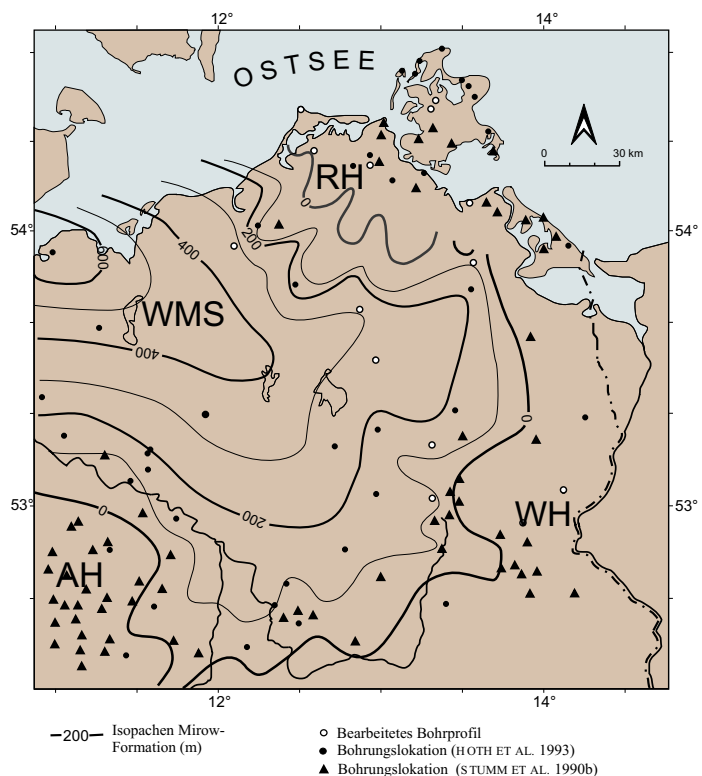 12° 14°
OSTSEE
0 30 km
RH
0
54° 54°
200
400
600
WMS
400
0
53° 53°
200
0
WH
AH
12° 14°
—200— Isopachen Mirow-
Formation (m)
Bearbeitetes Bohrprofil
Bohrungslokation (HOTH ET AL. 1993)
Bohrungslokation (STUMM ET AL. 1990b)